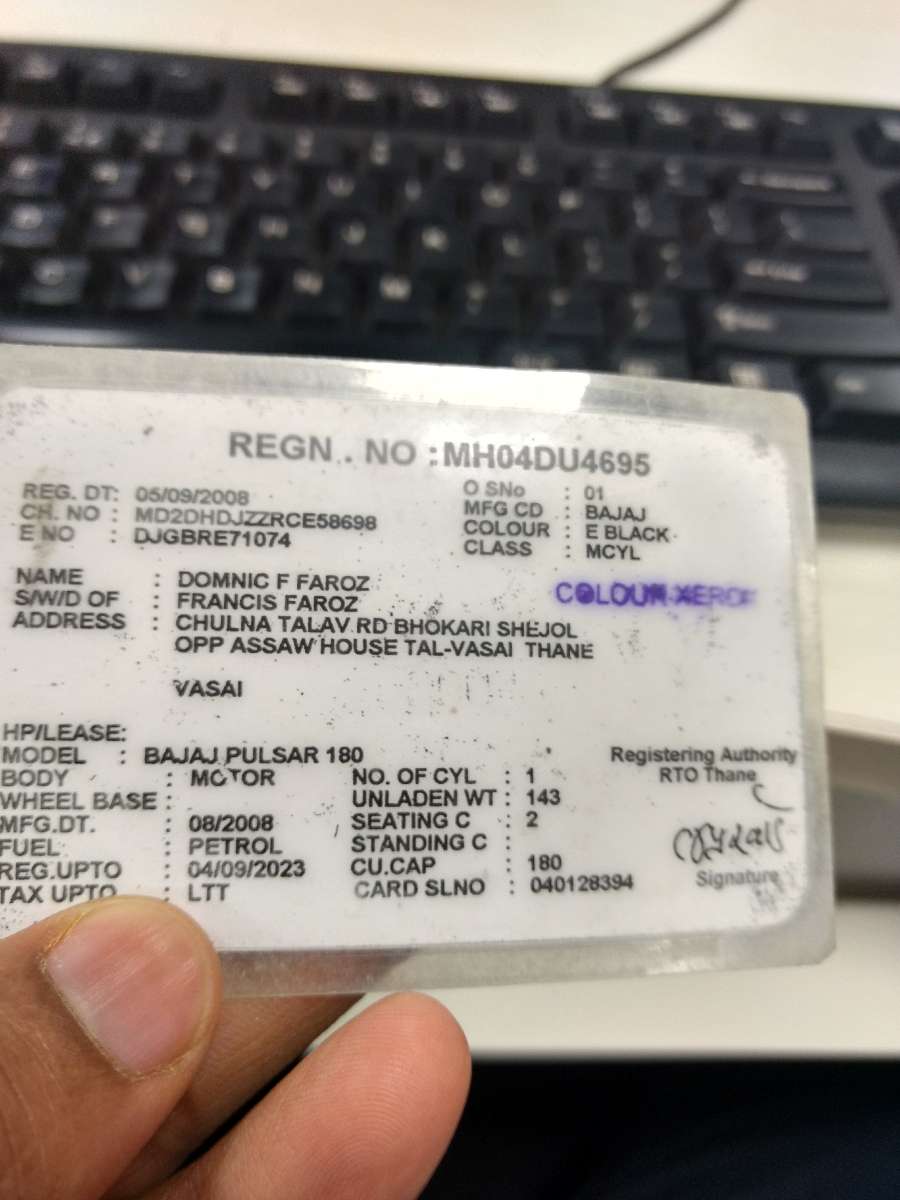 REGN . NO :MH04DU4695
REG. DT: 05/09/2008
CH. NO : MD2DHDJZZRCE58698
E NO : DJGBRE71074
O SNo : 01
MFG CD : BAJAJ
COLOUR : E BLACK
CLASS : MCYL
NAME : DOMNIC F FAROZ
S/W/D OF : FRANCIS FAROZ
ADDRESS : CHULNA TALAV RD BHOKARI SHEJOL
OPP ASSAW HOUSE TAL-VASAI THANE
VASAI
COLOUR XEROX
HP/LEASE:
MODEL : BAJAJ PULSAR 180
BODY : MOTOR
WHEEL BASE :
MFG.DT. : 08/2008
FUEL : PETROL
REG.UPTO : 04/09/2023
TAX UPTO : LTT
NO. OF CYL : 1
UNLADEN WT : 143
SEATING C : 2
STANDING C :
CU.CAP : 180
CARD SLNO : 040128394
Registering Authority
RTO Thane
Signature